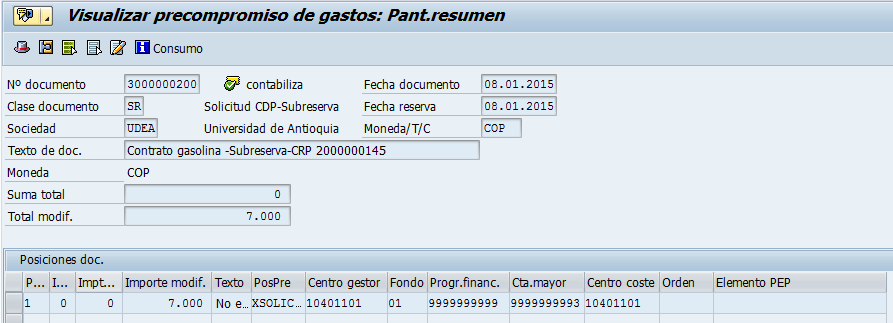 Visualizar precompromiso de gastos: Pant.resumen
Consumo
Nº documento 3000000200 contabiliza Fecha documento 08.01.2015
Clase documento SR Solicitud CDP-Subreserva Fecha reserva 08.01.2015
Sociedad UDEA Universidad de Antioquia Moneda/T/C COP
Texto de doc. Contrato gasolina -Subreserva-CRP 2000000145
Moneda COP
Suma total 0
Total modif. 7.000
Posiciones doc.
P... I... Impt... Importe modif. Texto PosPre Centro gestor Fondo Progr.financ. Cta.mayor Centro coste Orden Elemento PEP
1 0 0 7.000 No e... XSOLIC... 10401101 01 9999999999 9999999993 10401101